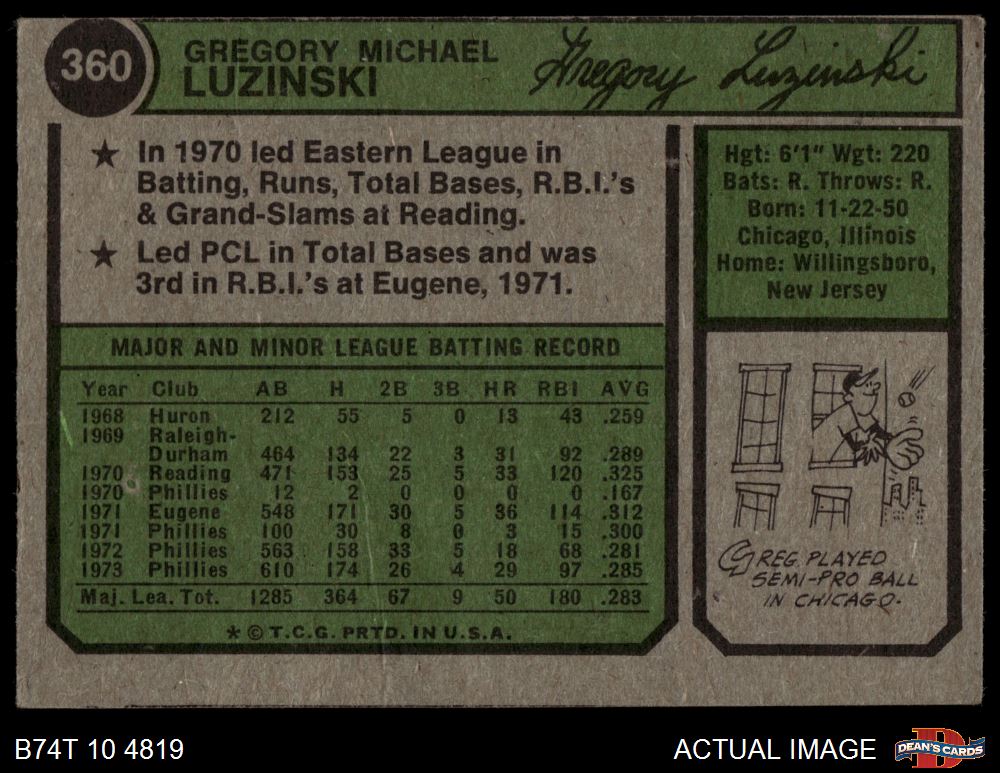 360
GREGORY MICHAEL
LUZINSKI
Gregory Luzinski
★ In 1970 led Eastern League in
Batting, Runs, Total Bases, R.B.I.'s
& Grand-Slams at Reading.
★ Led PCL in Total Bases and was
3rd in R.B.I.'s at Eugene, 1971.
Hgt: 6'1" Wgt: 220
Bats: R. Throws: R.
Born: 11-22-50
Chicago, Illinois
Home: Willingsboro,
New Jersey
MAJOR AND MINOR LEAGUE BATTING RECORD
Year Club AB H 2B 3B HR RBI AVG
1968 Huron 212 55 5 0 13 43 .259
1969 Raleigh-
Durham 464 134 22 3 31 92 .289
1970 Reading 471 153 25 5 33 120 .325
1970 Phillies 12 2 0 0 0 0 .167
1971 Eugene 548 171 30 5 36 114 .312
1971 Phillies 100 30 8 0 3 15 .300
1972 Phillies 563 158 33 5 18 68 .281
1973 Phillies 610 174 26 4 29 97 .285
Maj. Lea. Tot. 1285 364 67 9 50 180 .283
* © T.C.G. PRTD. IN U.S.A.
GREG PLAYED
SEMI-PRO BALL
IN CHICAGO.
B74T 10 4819
ACTUAL IMAGE
D
DEAN'S CARDS